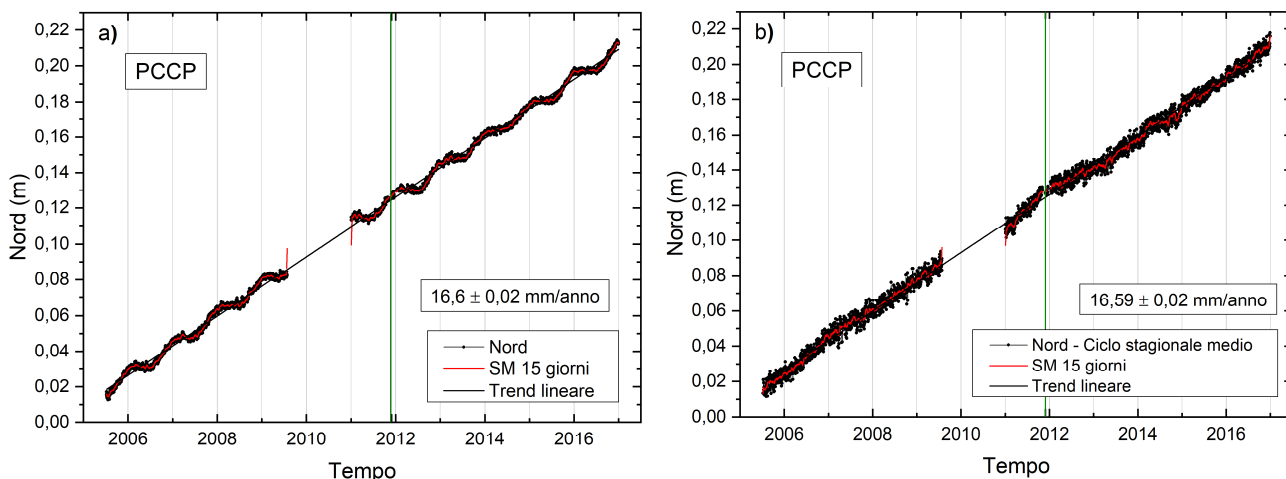 a)
PCCP
Nord (m)
0,22
0,20
0,18
0,16
0,14
0,12
0,10
0,08
0,06
0,04
0,02
0,00
16,6 ± 0,02 mm/anno
Nord
SM 15 giorni
Trend lineare
2006 2008 2010 2012 2014 2016
Tempo
b)
PCCP
Nord (m)
0,22
0,20
0,18
0,16
0,14
0,12
0,10
0,08
0,06
0,04
0,02
0,00
16,59 ± 0,02 mm/anno
Nord - Ciclo stagionale medio
SM 15 giorni
Trend lineare
2006 2008 2010 2012 2014 2016
Tempo